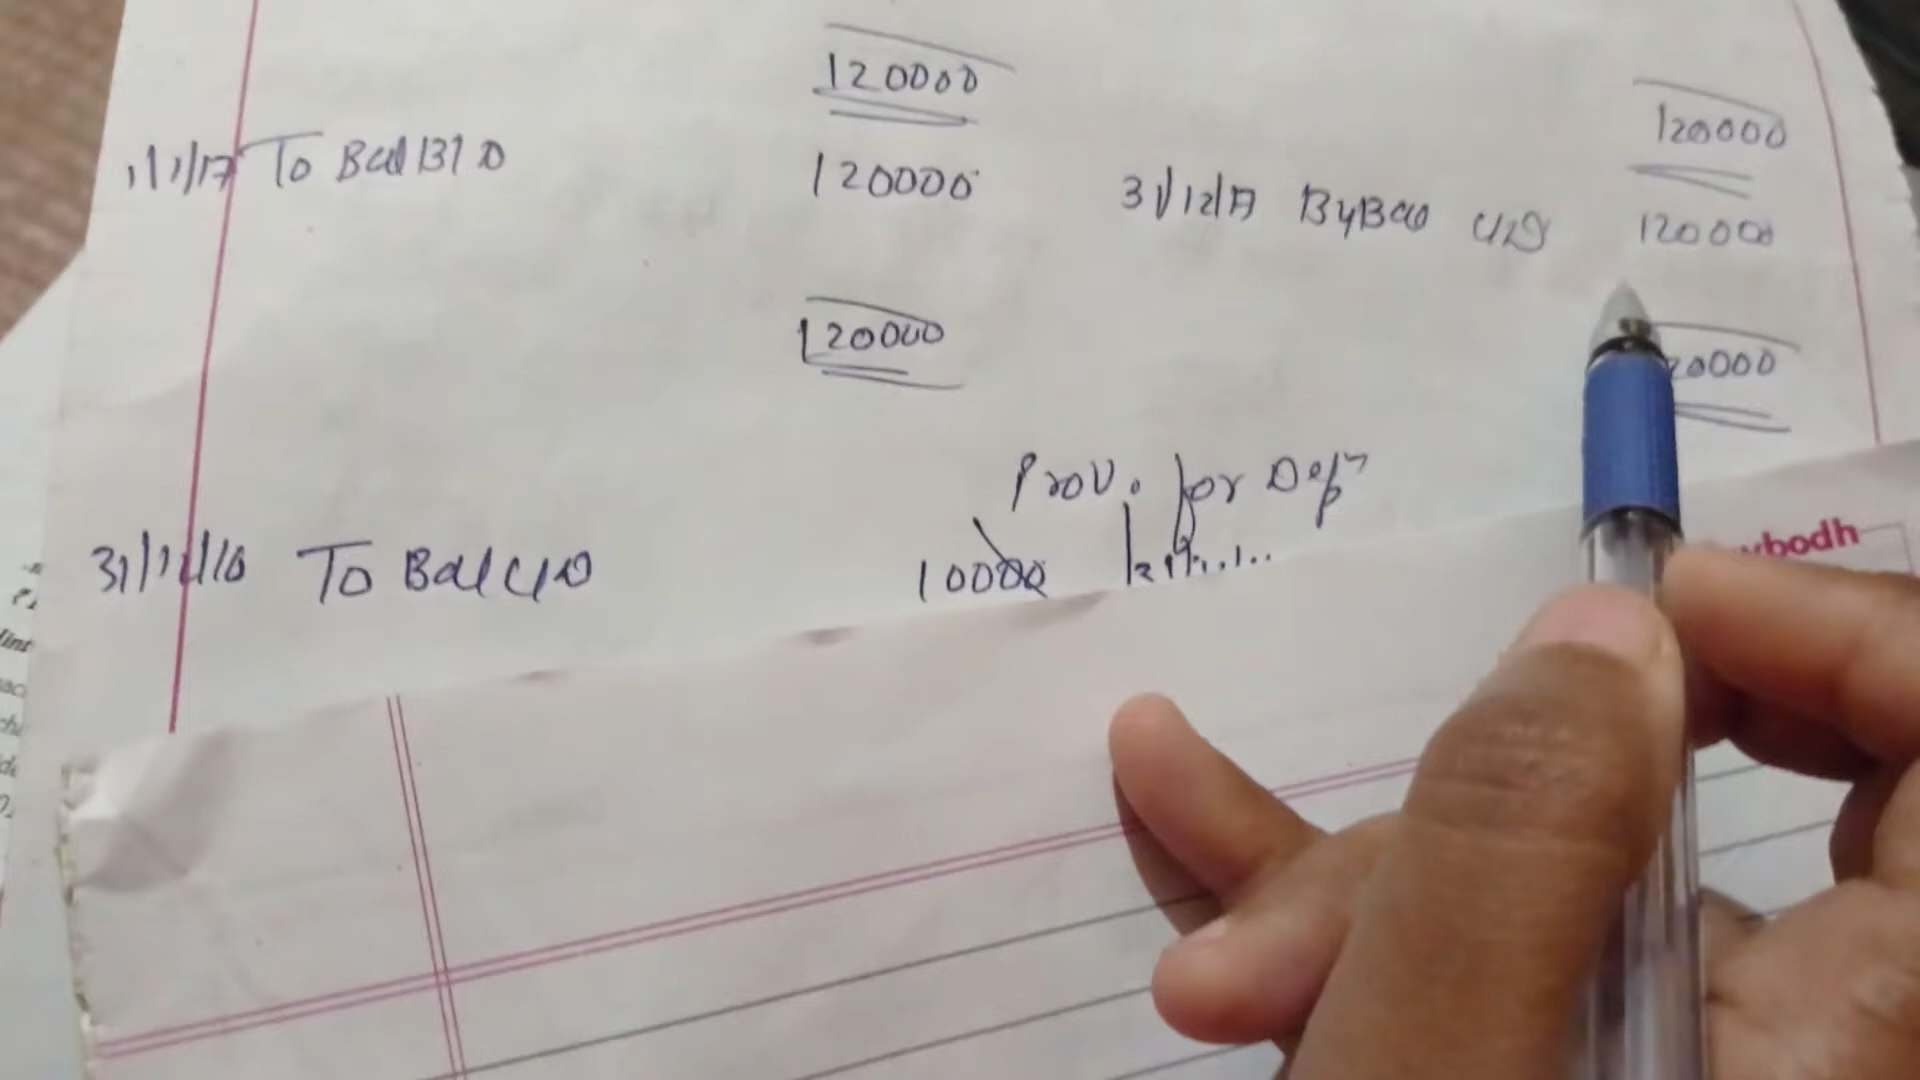 120000
120000
1/1/17 To Bal B/D 120000 31/12/17 By Bal C/D 120000
120000 20000
Prov. for Dep
31/12/16 To Bal C/D 10000
ybodh